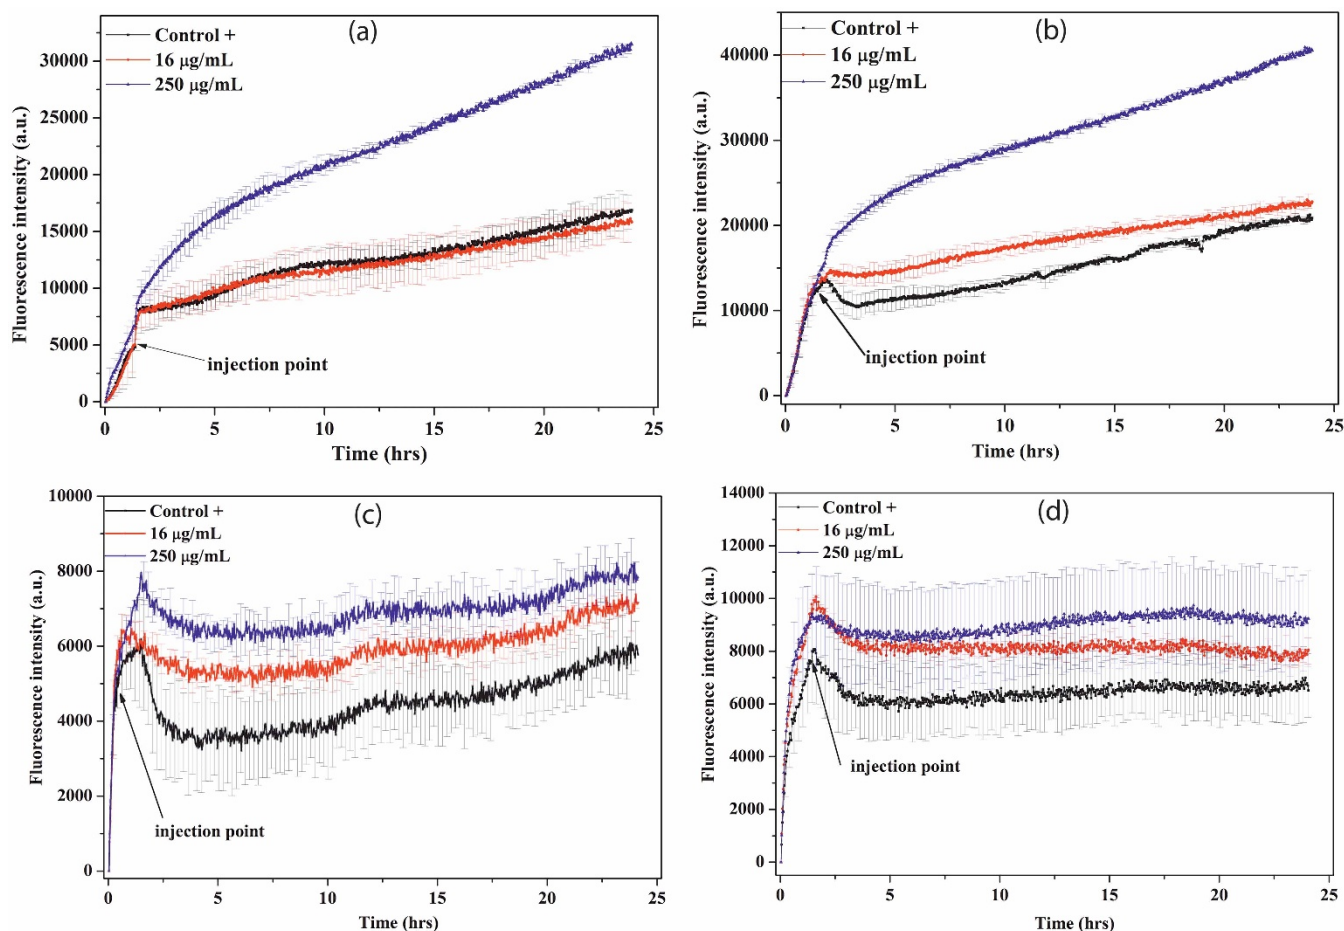 (a)
Control +
16 μg/mL
250 μg/mL
30000
25000
20000
15000
10000
5000
0
Fluorescence intensity (a.u.)
injection point
0 5 10 15 20 25
Time (hrs)
(b)
Control +
16 μg/mL
250 μg/mL
40000
30000
20000
10000
0
Fluorescence intensity (a.u.)
injection point
0 5 10 15 20 25
Time (hrs)
(c)
Control +
16 μg/mL
250 μg/mL
10000
8000
6000
4000
2000
0
Fluorescence intensity (a.u.)
injection point
0 5 10 15 20 25
Time (hrs)
(d)
Control +
16 μg/mL
250 μg/mL
14000
12000
10000
8000
6000
4000
2000
0
Fluorescence intensity (a.u.)
injection point
0 5 10 15 20 25
Time (hrs)